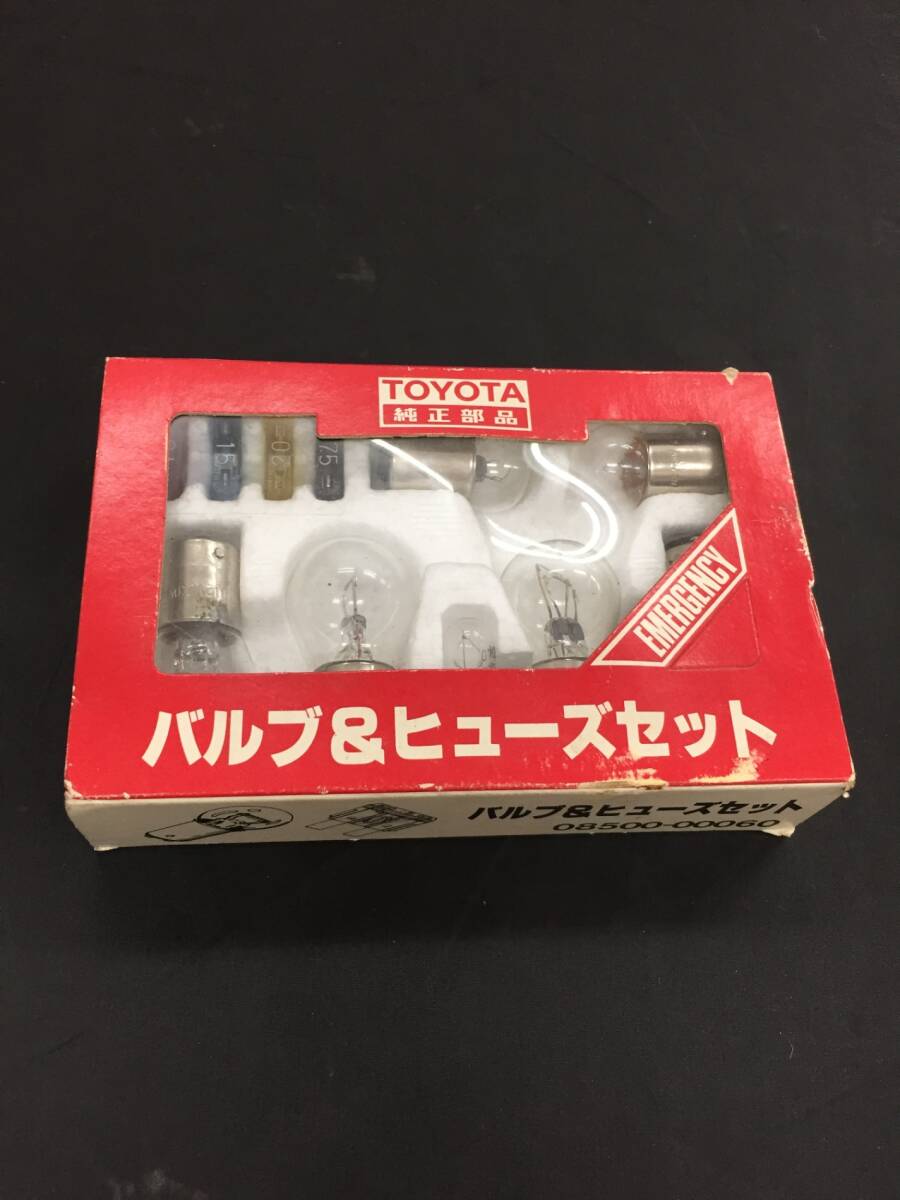 TOYOTA
純正部品
15
20
7.5
EMERGENCY
バルブ&ヒューズセット
バルブ&ヒューズセット
08500-00060